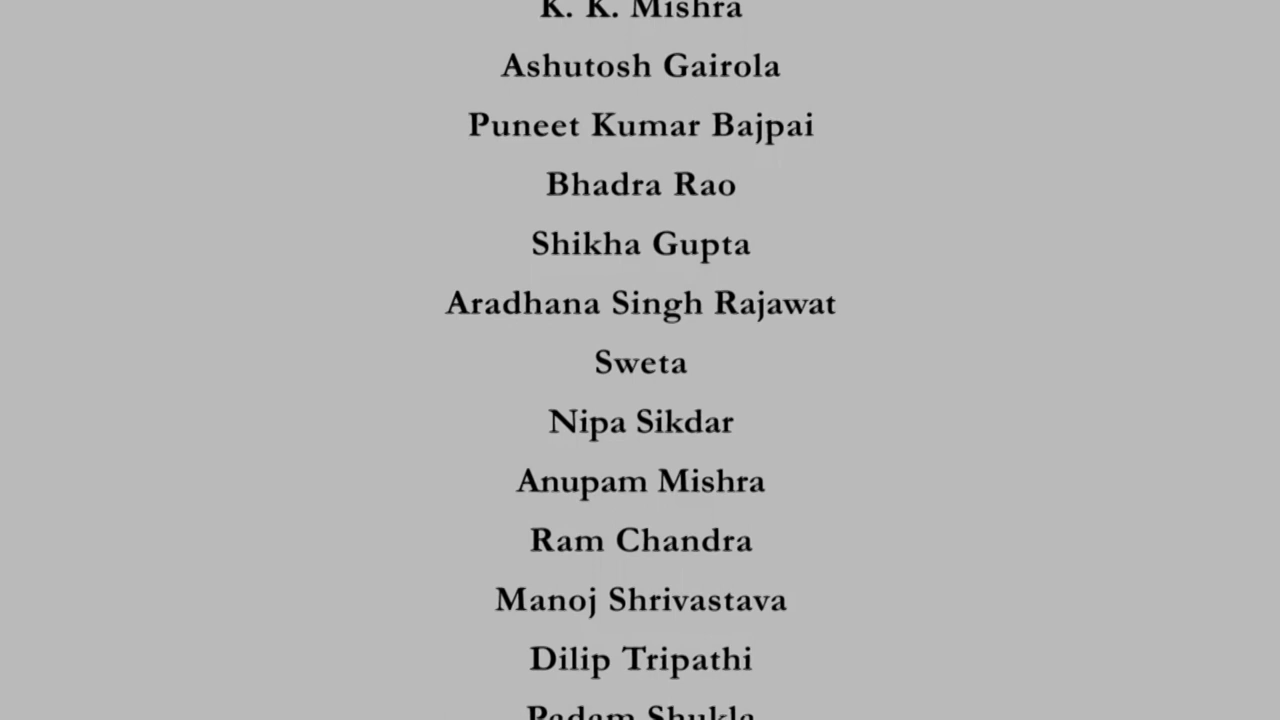 K. K. Mishra
Ashutosh Gairola
Puneet Kumar Bajpai
Bhadra Rao
Shikha Gupta
Aradhana Singh Rajawat
Sweta
Nipa Sikdar
Anupam Mishra
Ram Chandra
Manoj Shrivastava
Dilip Tripathi
Padam Shukla